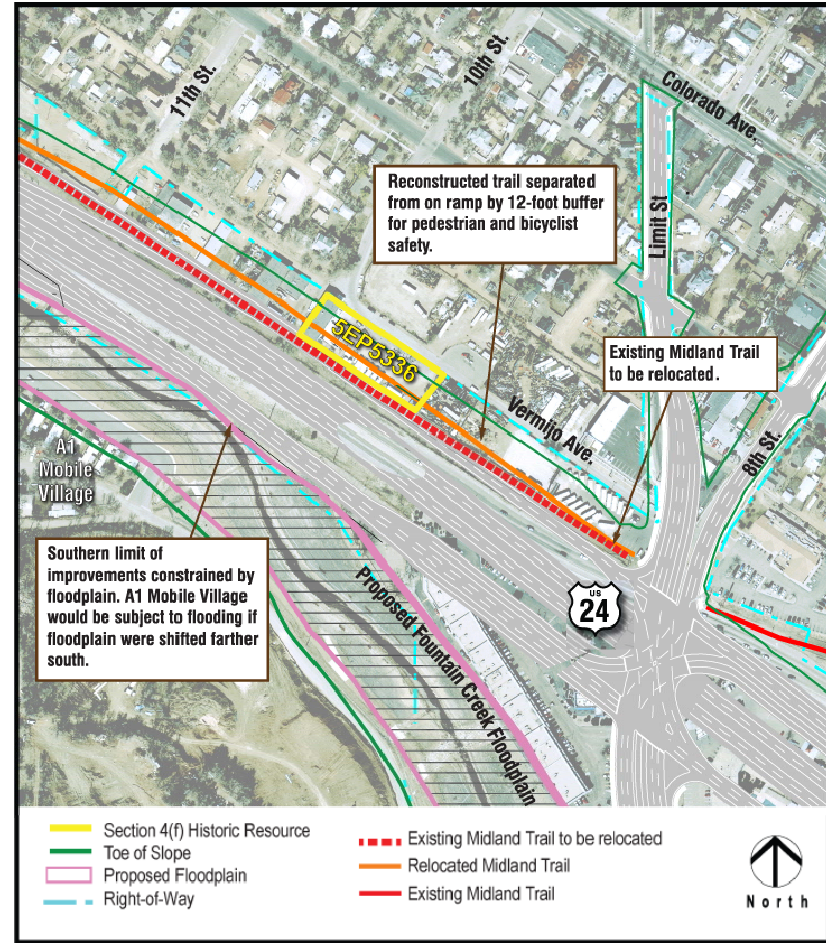 11th St.
10th St.
Colorado Ave.
Reconstructed trail separated
from on ramp by 12-foot buffer
for pedestrian and bicyclist
safety.
Limit St
5EP5336
Existing Midland Trail
to be relocated.
Vermijo Ave.
8th St.
A1
Mobile
Village
Southern limit of
improvements constrained by
floodplain. A1 Mobile Village
would be subject to flooding if
floodplain were shifted farther
south.
Proposed Fountain Creek Floodplain
US
24
Section 4(f) Historic Resource
Toe of Slope
Proposed Floodplain
Right-of-Way
Existing Midland Trail to be relocated
Relocated Midland Trail
Existing Midland Trail
North